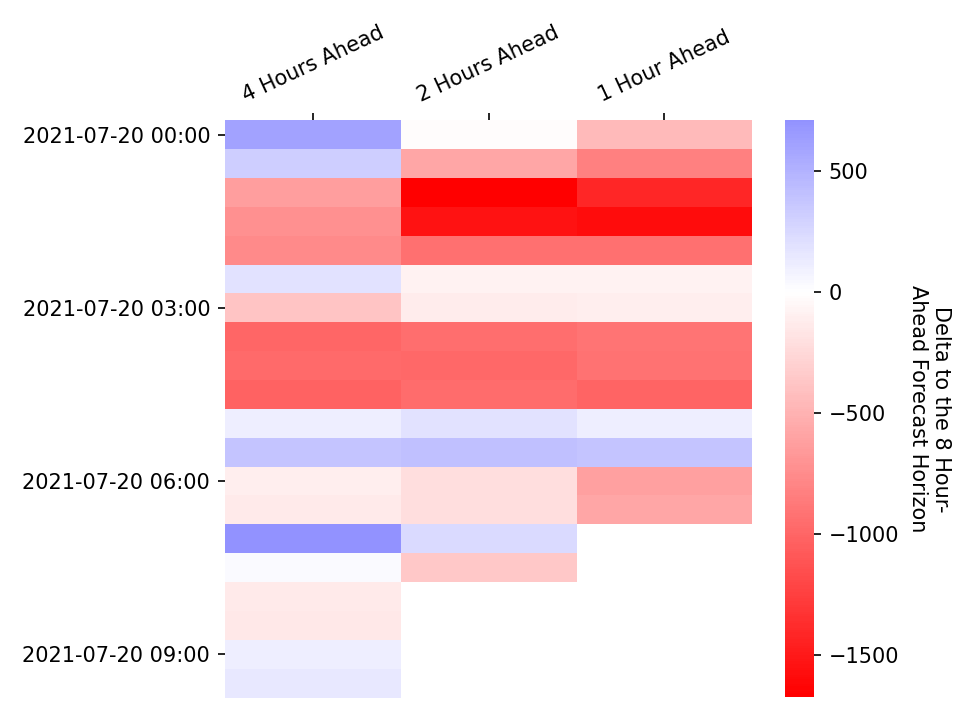 4 Hours Ahead
2 Hours Ahead
1 Hour Ahead
2021-07-20 00:00
2021-07-20 03:00
2021-07-20 06:00
2021-07-20 09:00
500
0
−500
−1000
−1500
Delta to the 8 Hour-
Ahead Forecast Horizon